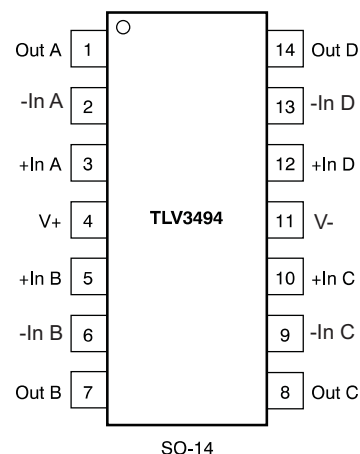 Out A 1 14 Out D
-In A 2 13 -In D
+In A 3 12 +In D
V+ 4 TLV3494 11 V-
+In B 5 10 +In C
-In B 6 9 -In C
Out B 7 8 Out C
SO-14